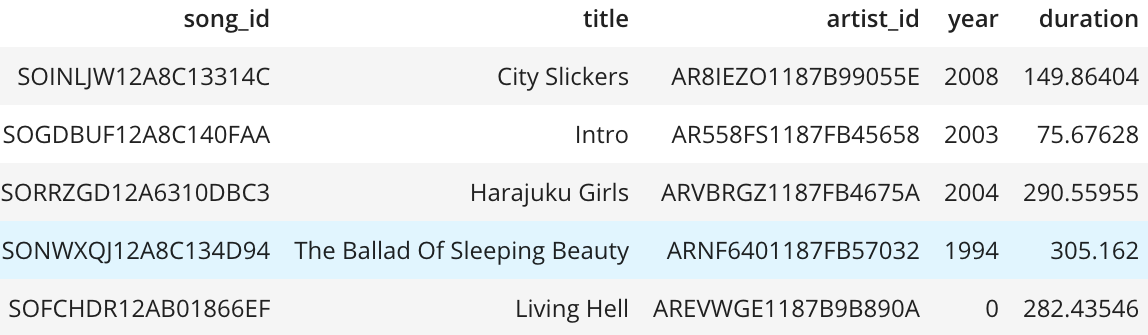 song_id title artist_id year duration
SOINLJW12A8C13314C City Slickers AR8IEZO1187B99055E 2008 149.86404
SOGDBUF12A8C140FAA Intro AR558FS1187FB45658 2003 75.67628
SORRZGD12A6310DBC3 Harajuku Girls ARVBRGZ1187FB4675A 2004 290.55955
SONWXQJ12A8C134D94 The Ballad Of Sleeping Beauty ARNF6401187FB57032 1994 305.162
SOFCHDR12AB01866EF Living Hell AREVWGE1187B9B890A 0 282.43546